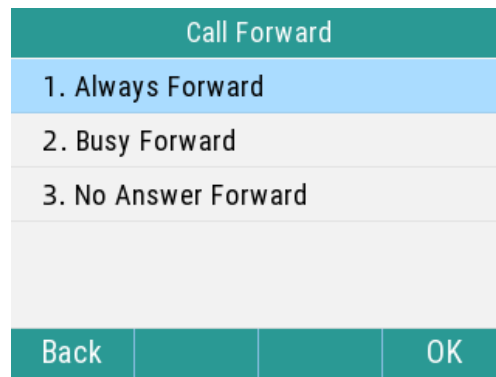 Call Forward
1. Always Forward
2. Busy Forward
3. No Answer Forward
Back OK